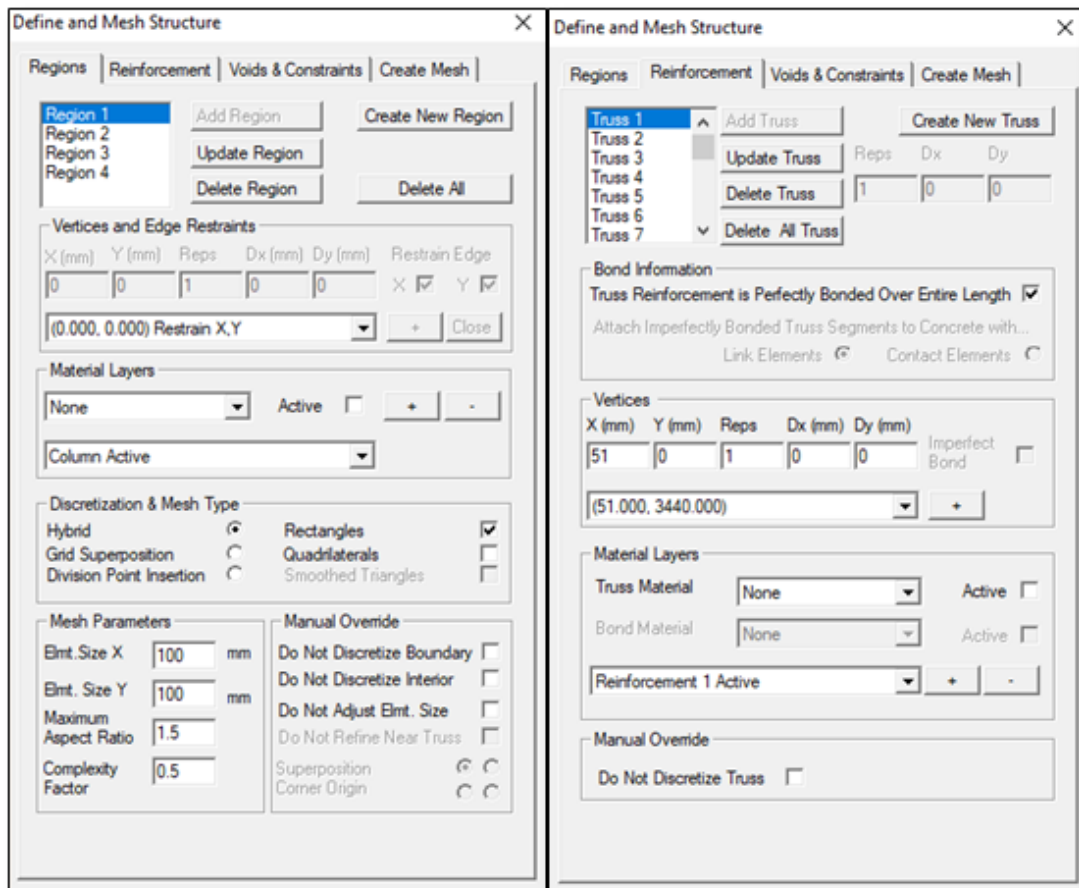 Define and Mesh Structure
Regions Reinforcement Voids & Constraints Create Mesh
Region 1
Region 2
Region 3
Region 4
Add Region
Create New Region
Update Region
Delete Region
Delete All
Vertices and Edge Restraints
X (mm) Y (mm) Reps Dx (mm) Dy (mm) Restrain Edge
0 0 1 0 0 X Y
(0.000, 0.000) Restrain X,Y + Close
Material Layers
None Active + -
Column Active
Discretization & Mesh Type
Hybrid Rectangles
Grid Superposition Quadrilaterals
Division Point Insertion Smoothed Triangles
Mesh Parameters
Elmt.Size X 100 mm
Elmt. Size Y 100 mm
Maximum
Aspect Ratio 1.5
Complexity
Factor 0.5
Manual Override
Do Not Discretize Boundary
Do Not Discretize Interior
Do Not Adjust Elmt. Size
Do Not Refine Near Truss
Superposition
Corner Origin
Define and Mesh Structure
Regions Reinforcement Voids & Constraints Create Mesh
Truss 1
Truss 2
Truss 3
Truss 4
Truss 5
Truss 6
Truss 7
Add Truss
Create New Truss
Update Truss
Delete Truss
Delete All Truss
Reps Dx Dy
1 0 0
Bond Information
Truss Reinforcement is Perfectly Bonded Over Entire Length
Attach Imperfectly Bonded Truss Segments to Concrete with...
Link Elements Contact Elements
Vertices
X (mm) Y (mm) Reps Dx (mm) Dy (mm)
51 0 1 0 0
Imperfect
Bond
(51.000, 3440.000) +
Material Layers
Truss Material None Active
Bond Material None Active
Reinforcement 1 Active + -
Manual Override
Do Not Discretize Truss